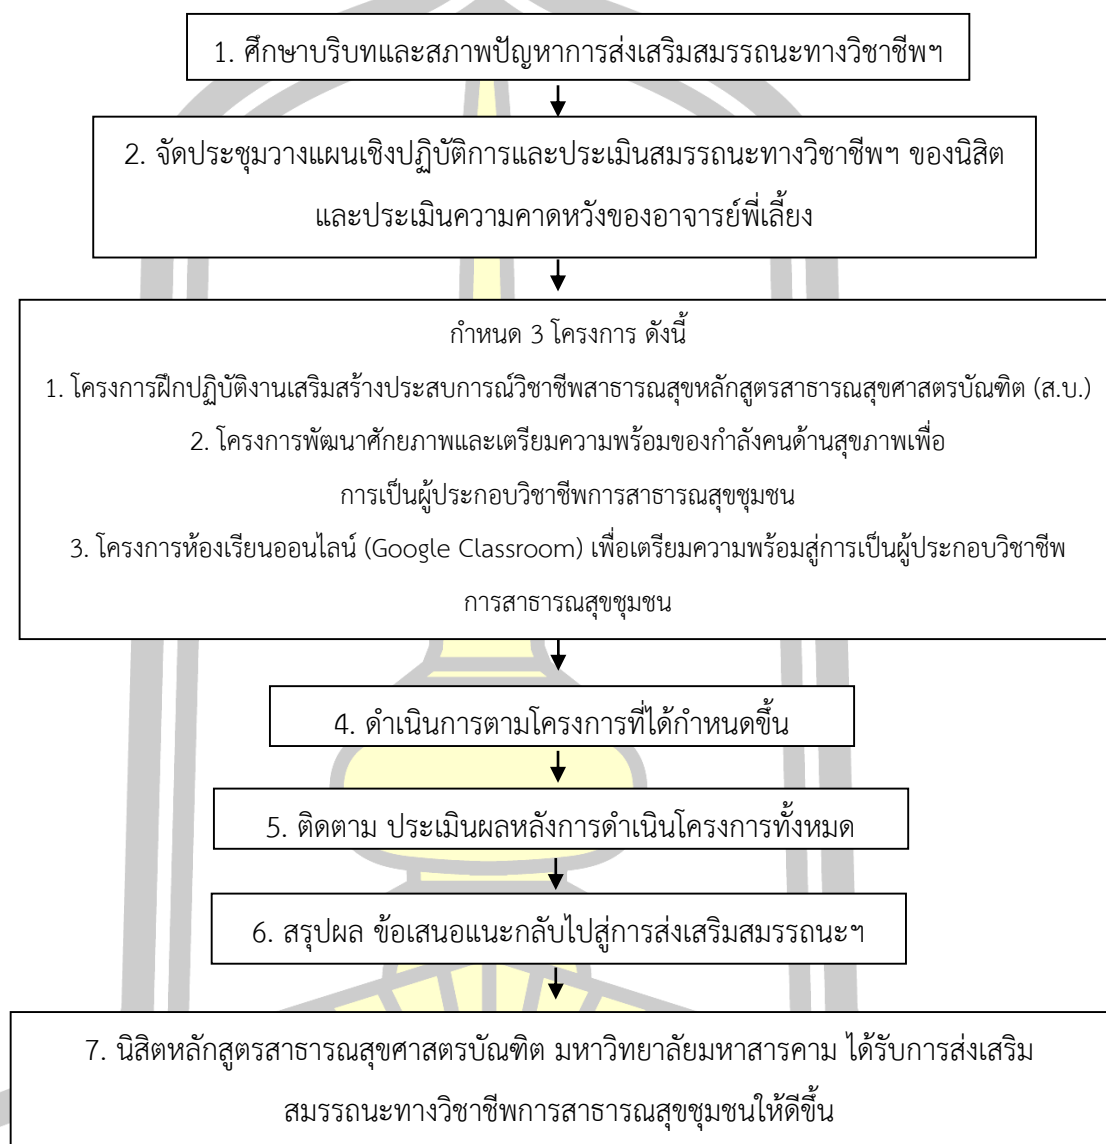 1. ศึกษาบริบทและสภาพปัญหาการส่งเสริมสมรรถนะทางวิชาชีพฯ
2. จัดประชุมวางแผนเชิงปฏิบัติการและประเมินสมรรถนะทางวิชาชีพฯ ของนิสิต
และประเมินความคาดหวังของอาจารย์พี่เลี้ยง
กำหนด 3 โครงการ ดังนี้
1. โครงการฝึกปฏิบัติงานเสริมสร้างประสบการณ์วิชาชีพสาธารณสุขหลักสูตรสาธารณสุขศาสตรบัณฑิต (ส.บ.)
2. โครงการพัฒนาศักยภาพและเตรียมความพร้อมของกำลังคนด้านสุขภาพเพื่อ
การเป็นผู้ประกอบวิชาชีพการสาธารณสุขชุมชน
3. โครงการห้องเรียนออนไลน์ (Google Classroom) เพื่อเตรียมความพร้อมสู่การเป็นผู้ประกอบวิชาชีพ
การสาธารณสุขชุมชน
4. ดำเนินการตามโครงการที่ได้กำหนดขึ้น
5. ติดตาม ประเมินผลหลังการดำเนินโครงการทั้งหมด
6. สรุปผล ข้อเสนอแนะกลับไปสู่การส่งเสริมสมรรถนะฯ
7. นิสิตหลักสูตรสาธารณสุขศาสตรบัณฑิต มหาวิทยาลัยมหาสารคาม ได้รับการส่งเสริม
สมรรถนะทางวิชาชีพการสาธารณสุขชุมชนให้ดีขึ้น